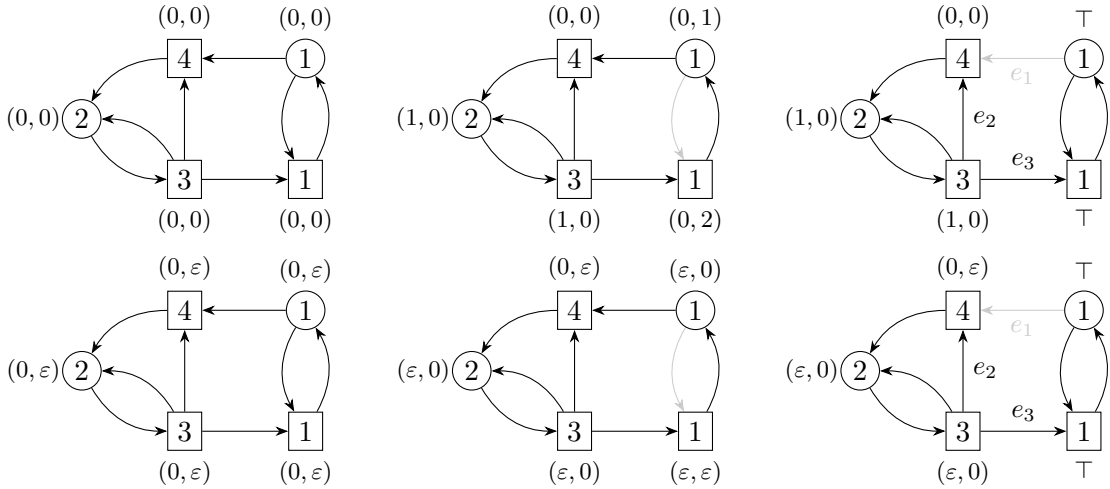 (0, 0) (0, 0) (0, 0) (0, 1) (0, 0) ⊤
4 1 4 1 4 1
e₁
(0, 0) 2 (1, 0) 2 (1, 0) 2 e₂
e₃
3 1 3 1 3 1
(0, 0) (0, 0) (1, 0) (0, 2) (1, 0) ⊤
(0, ε) (0, ε) (0, ε) (ε, 0) (0, ε) ⊤
4 1 4 1 4 1
e₁
(0, ε) 2 (ε, 0) 2 (ε, 0) 2 e₂
e₃
3 1 3 1 3 1
(0, ε) (0, ε) (ε, 0) (ε, ε) (ε, 0) ⊤